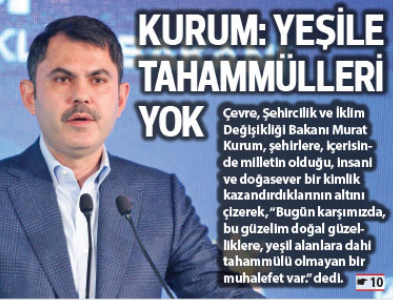 KURUM: YEŞİLE
TAHAMMÜLLERİ
YOK
Çevre, Şehircilik ve İklim
Değişikliği Bakanı Murat
Kurum, şehirlere, içerisin-
de milletin olduğu, insani
ve doğasever bir kimlik
kazandırdıklarının altını
çizerek, “Bugün karşımızda,
bu güzelim doğal güzel-
liklere, yeşil alanlara dahi
tahammülü olmayan bir
muhalefet var.” dedi.
10